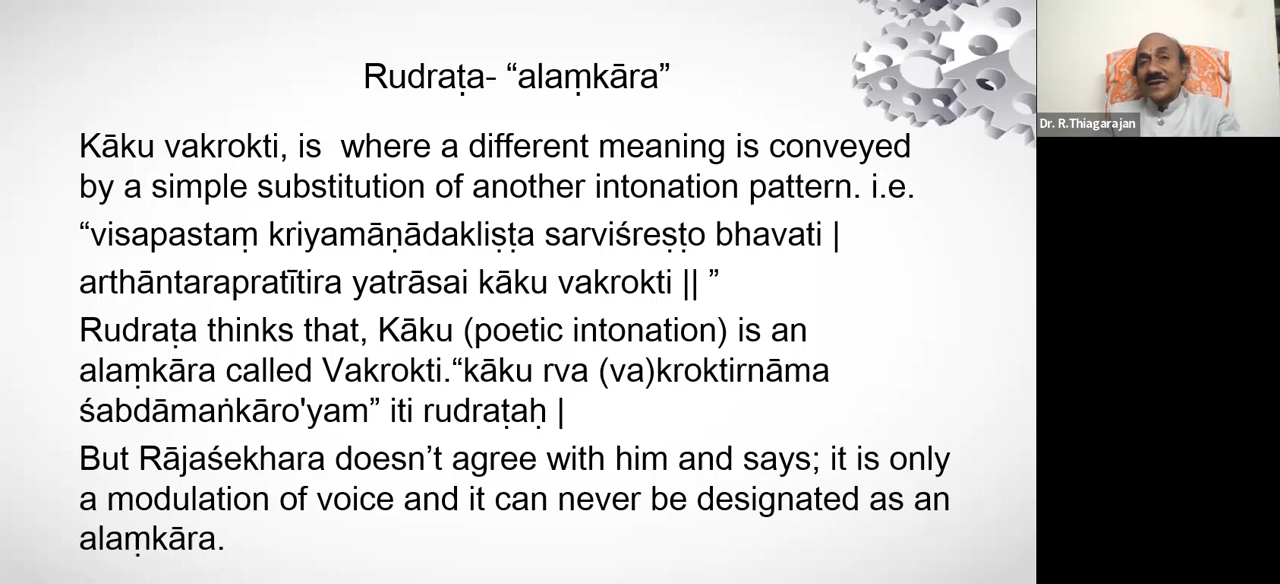 Rudraṭa- “alaṃkāra”
Kāku vakrokti, is  where a different meaning is conveyed
by a simple substitution of another intonation pattern. i.e.
“visapastaṃ kriyamāṇādakliṣṭa sarviśreṣṭo bhavati |
arthāntarapratītira yatrāsai kāku vakrokti || ”
Rudraṭa thinks that, Kāku (poetic intonation) is an
alaṃkāra called Vakrokti.“kāku rva (va)kroktirnāma
śabdāmaṅkāro'yam” iti rudraṭaḥ |
But Rājaśekhara doesn’t agree with him and says; it is only
a modulation of voice and it can never be designated as an
alaṃkāra.
Dr. R.Thiagarajan